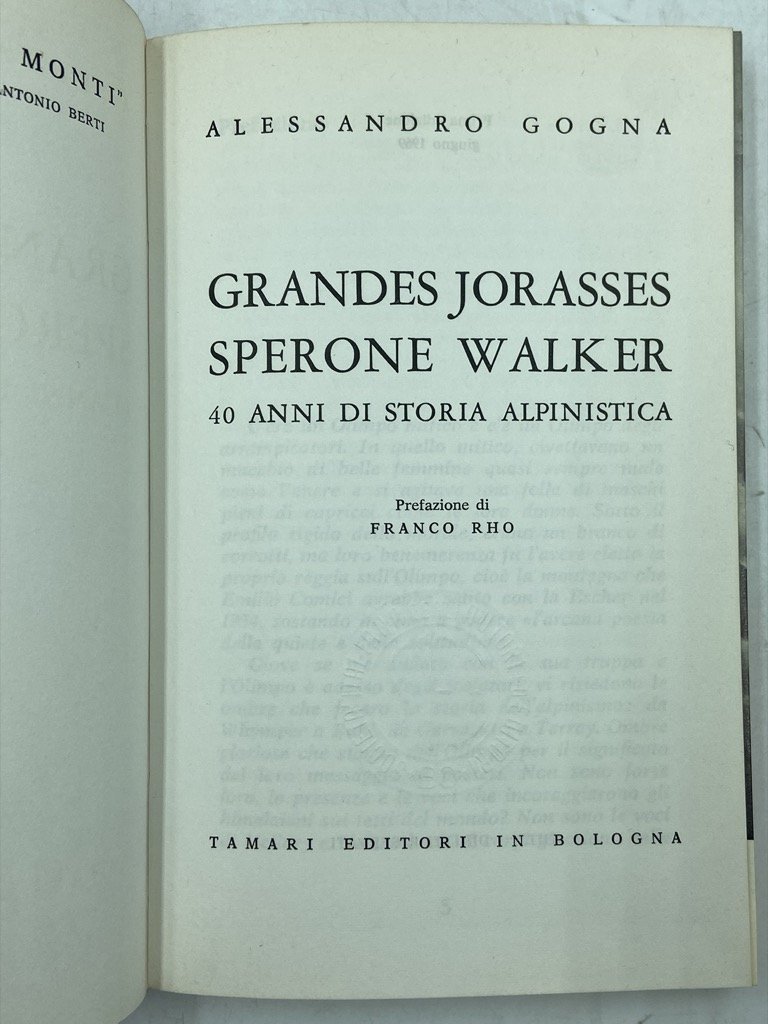 MONTI"
ANTONIO BERTI
ALESSANDRO GOGNA
GRANDES JORASSES
SPERONE WALKER
40 ANNI DI STORIA ALPINISTICA
Prefazione di
FRANCO RHO
TAMARI EDITORI IN BOLOGNA